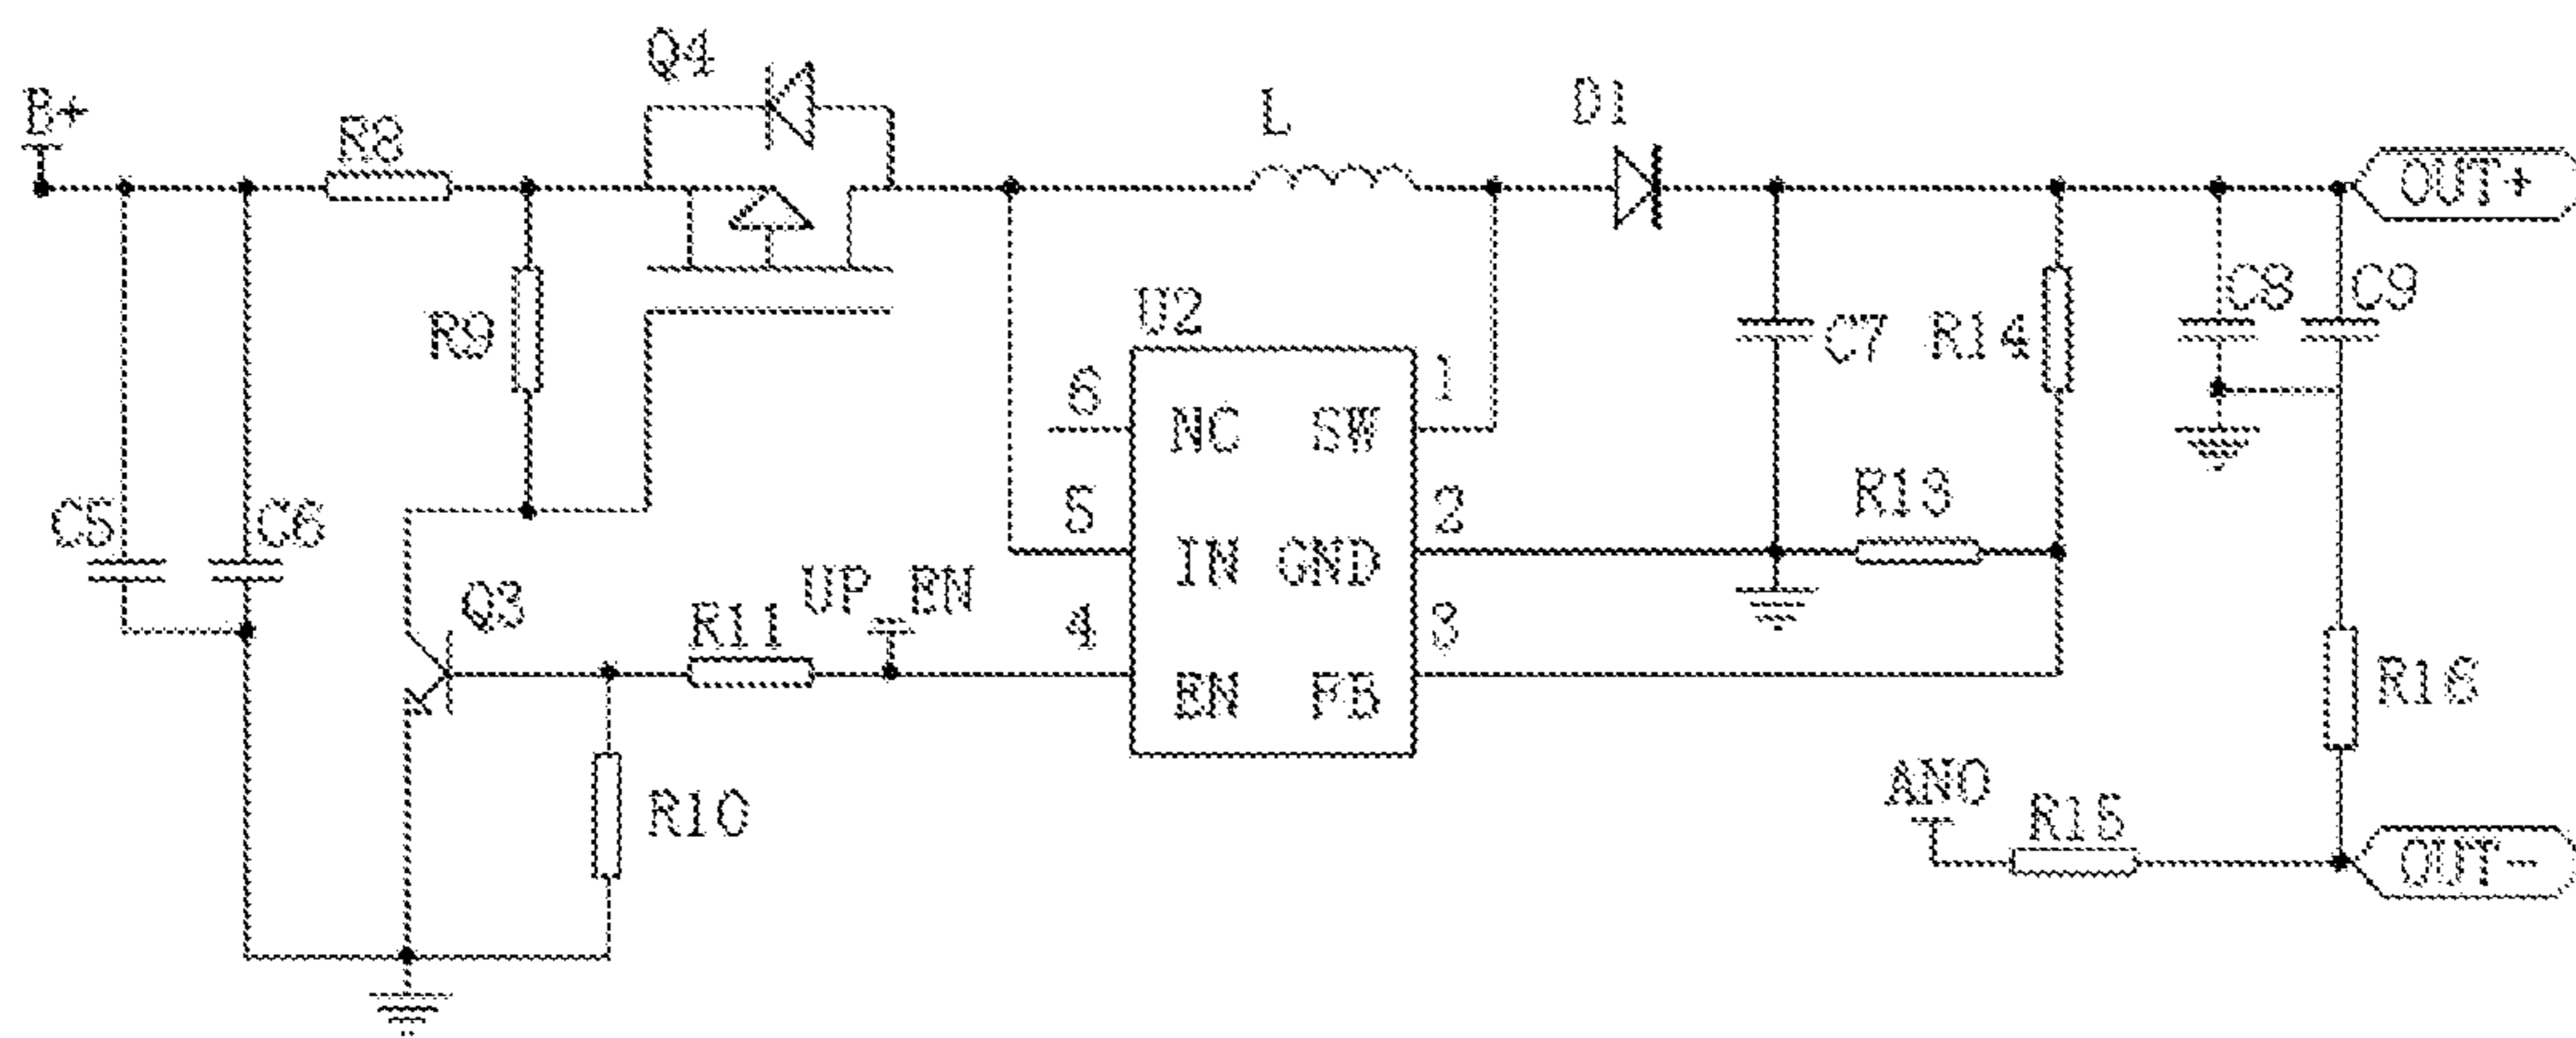 Q4
B+
R8
L
D1
OUT+
R9
U2
C7
R14
C8
C9
6
NC
SW
1
C5
C6
5
IN
GND
2
R13
Q3
R11
UP_EN
4
EN
FB
3
R16
R10
ANO
R15
OUT-